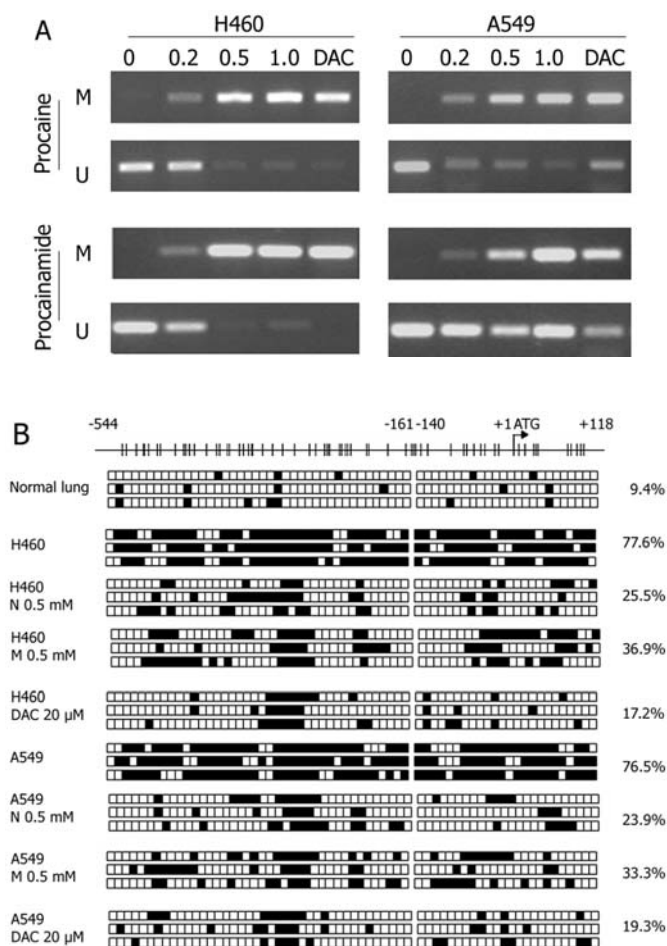 A
H460
A549
0 0.2 0.5 1.0 DAC
0 0.2 0.5 1.0 DAC
Procaine
M
U
Procainamide
M
U
B
-544 -161 -140 +1ATG +118
Normal lung 9.4%
H460 77.6%
H460
N 0.5 mM 25.5%
H460
M 0.5 mM 36.9%
H460
DAC 20 µM 17.2%
A549 76.5%
A549
N 0.5 mM 23.9%
A549
M 0.5 mM 33.3%
A549
DAC 20 µM 19.3%